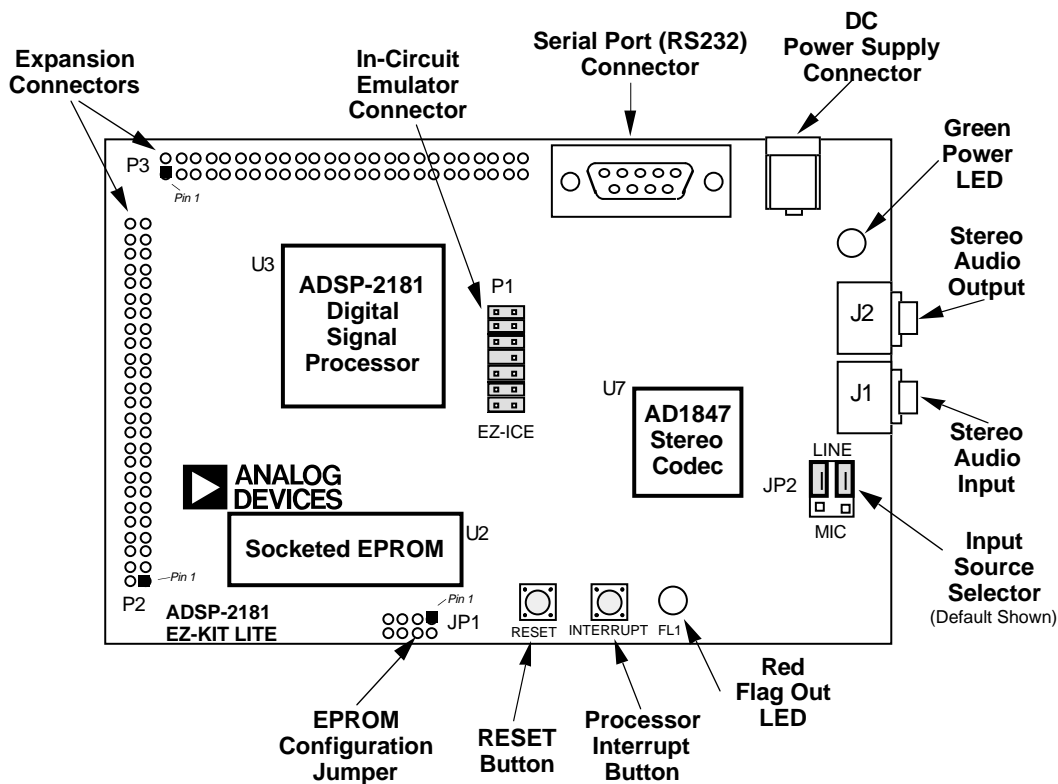 Expansion
Connectors
In-Circuit
Emulator
Connector
Serial Port (RS232)
Connector
DC
Power Supply
Connector
Green
Power
LED
P3
Pin 1
U3
ADSP-2181
Digital
Signal
Processor
P1
EZ-ICE
Stereo
Audio
Output
J2
J1
U7
AD1847
Stereo
Codec
Stereo
Audio
Input
LINE
JP2
MIC
ANALOG
DEVICES
U2
Socketed EPROM
Input
Source
Selector
(Default Shown)
Pin 1
P2
ADSP-2181
EZ-KIT LITE
Pin 1
JP1
RESET
INTERRUPT
FL1
EPROM
Configuration
Jumper
RESET
Button
Processor
Interrupt
Button
Red
Flag Out
LED